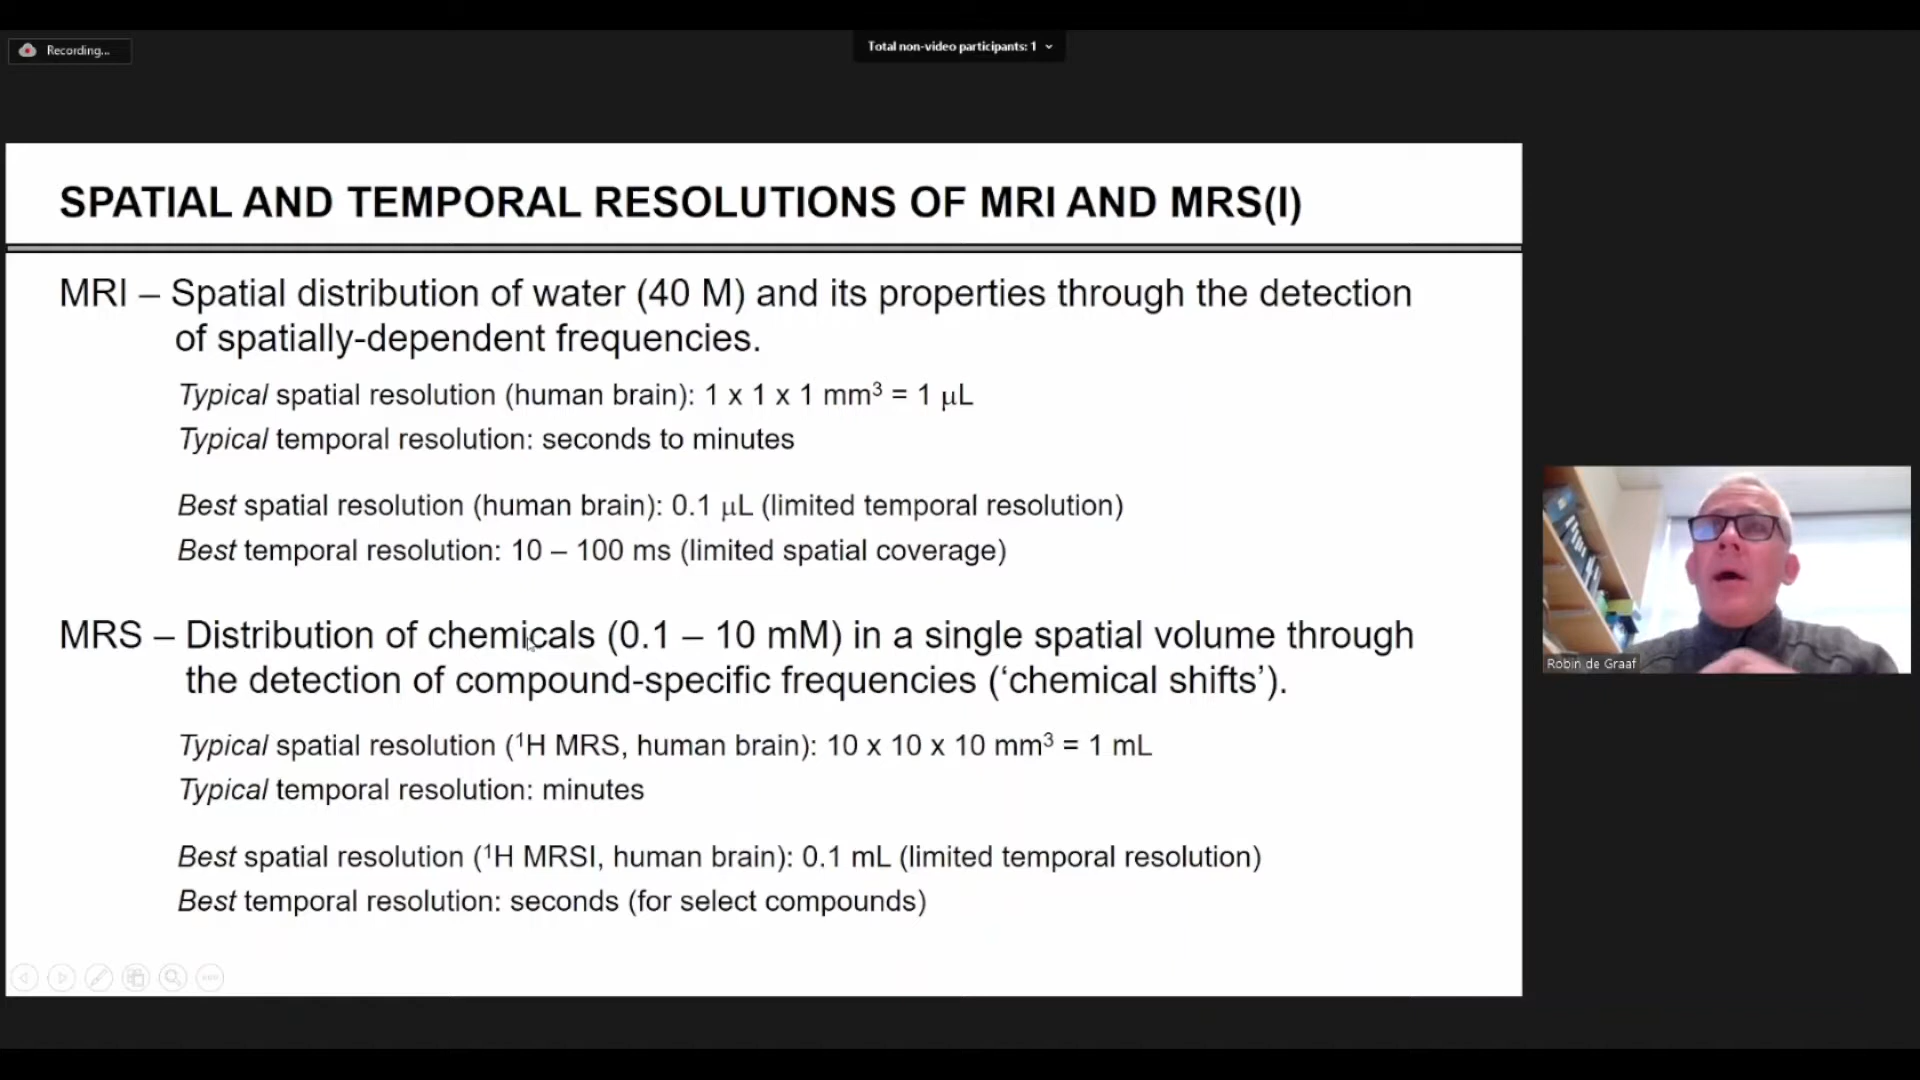 Recording...
Total non-video participants: 1
SPATIAL AND TEMPORAL RESOLUTIONS OF MRI AND MRS(I)
MRI – Spatial distribution of water (40 M) and its properties through the detection
of spatially-dependent frequencies.
Typical spatial resolution (human brain): 1 x 1 x 1 mm³ = 1 μL
Typical temporal resolution: seconds to minutes
Best spatial resolution (human brain): 0.1 μL (limited temporal resolution)
Best temporal resolution: 10 – 100 ms (limited spatial coverage)
MRS – Distribution of chemicals (0.1 – 10 mM) in a single spatial volume through
the detection of compound-specific frequencies (‘chemical shifts’).
Typical spatial resolution (¹H MRS, human brain): 10 x 10 x 10 mm³ = 1 mL
Typical temporal resolution: minutes
Best spatial resolution (¹H MRSI, human brain): 0.1 mL (limited temporal resolution)
Best temporal resolution: seconds (for select compounds)
Robin de Graaf